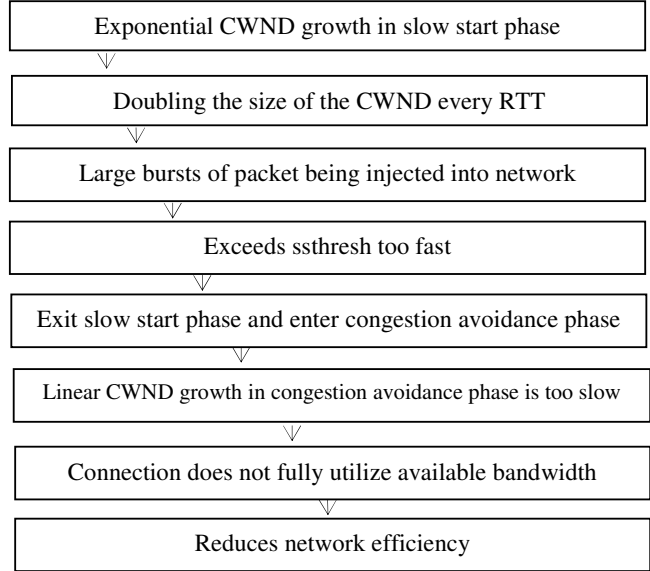 Exponential CWND growth in slow start phase
Doubling the size of the CWND every RTT
Large bursts of packet being injected into network
Exceeds ssthresh too fast
Exit slow start phase and enter congestion avoidance phase
Linear CWND growth in congestion avoidance phase is too slow
Connection does not fully utilize available bandwidth
Reduces network efficiency